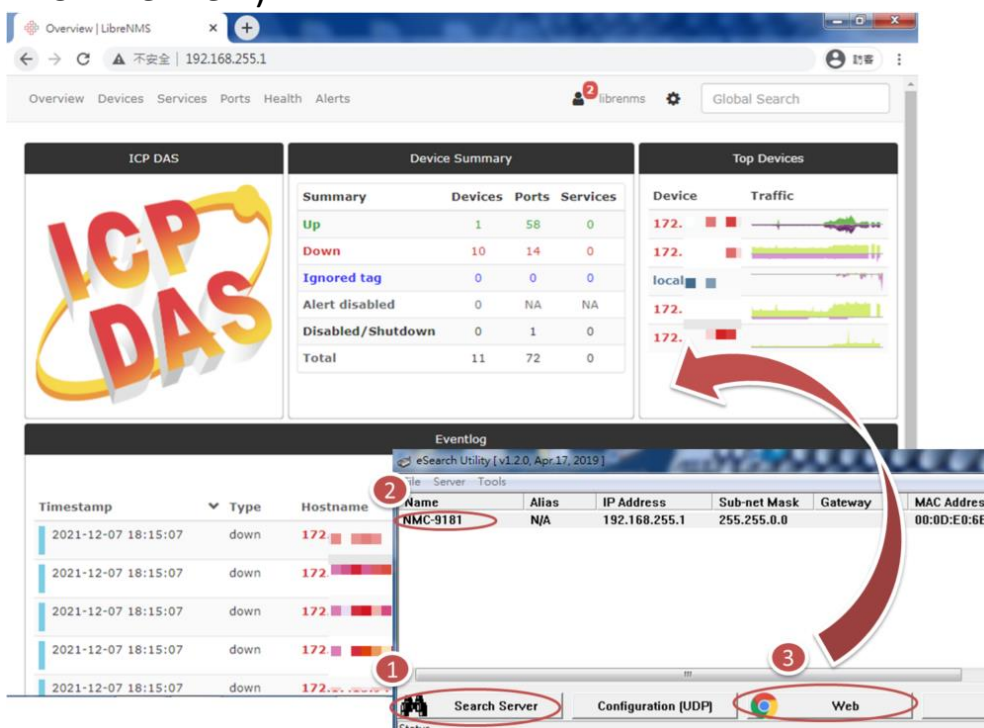 Overview | LibreNMS
不安全 | 192.168.255.1 訪客
Overview Devices Services Ports Health Alerts 2 librenms Global Search
ICP DAS
ICP
DAS
Device Summary
Summary Devices Ports Services
Up 1 58 0
Down 10 14 0
Ignored tag 0 0 0
Alert disabled 0 NA NA
Disabled/Shutdown 0 1 0
Total 11 72 0
Top Devices
Device Traffic
172.
172.
local
172.
172.
Eventlog
Timestamp Type Hostname
2021-12-07 18:15:07 down 172.
2021-12-07 18:15:07 down 172.
2021-12-07 18:15:07 down 172.
2021-12-07 18:15:07 down 172.
2021-12-07 18:15:07 down 172.
eSearch Utility [ v1.2.0, Apr.17, 2019 ]
File Server Tools
2
Name Alias IP Address Sub-net Mask Gateway MAC Addres
NMC-9181 N/A 192.168.255.1 255.255.0.0 00:0D:E0:6
1
3
Search Server Configuration (UDP) Web
Status